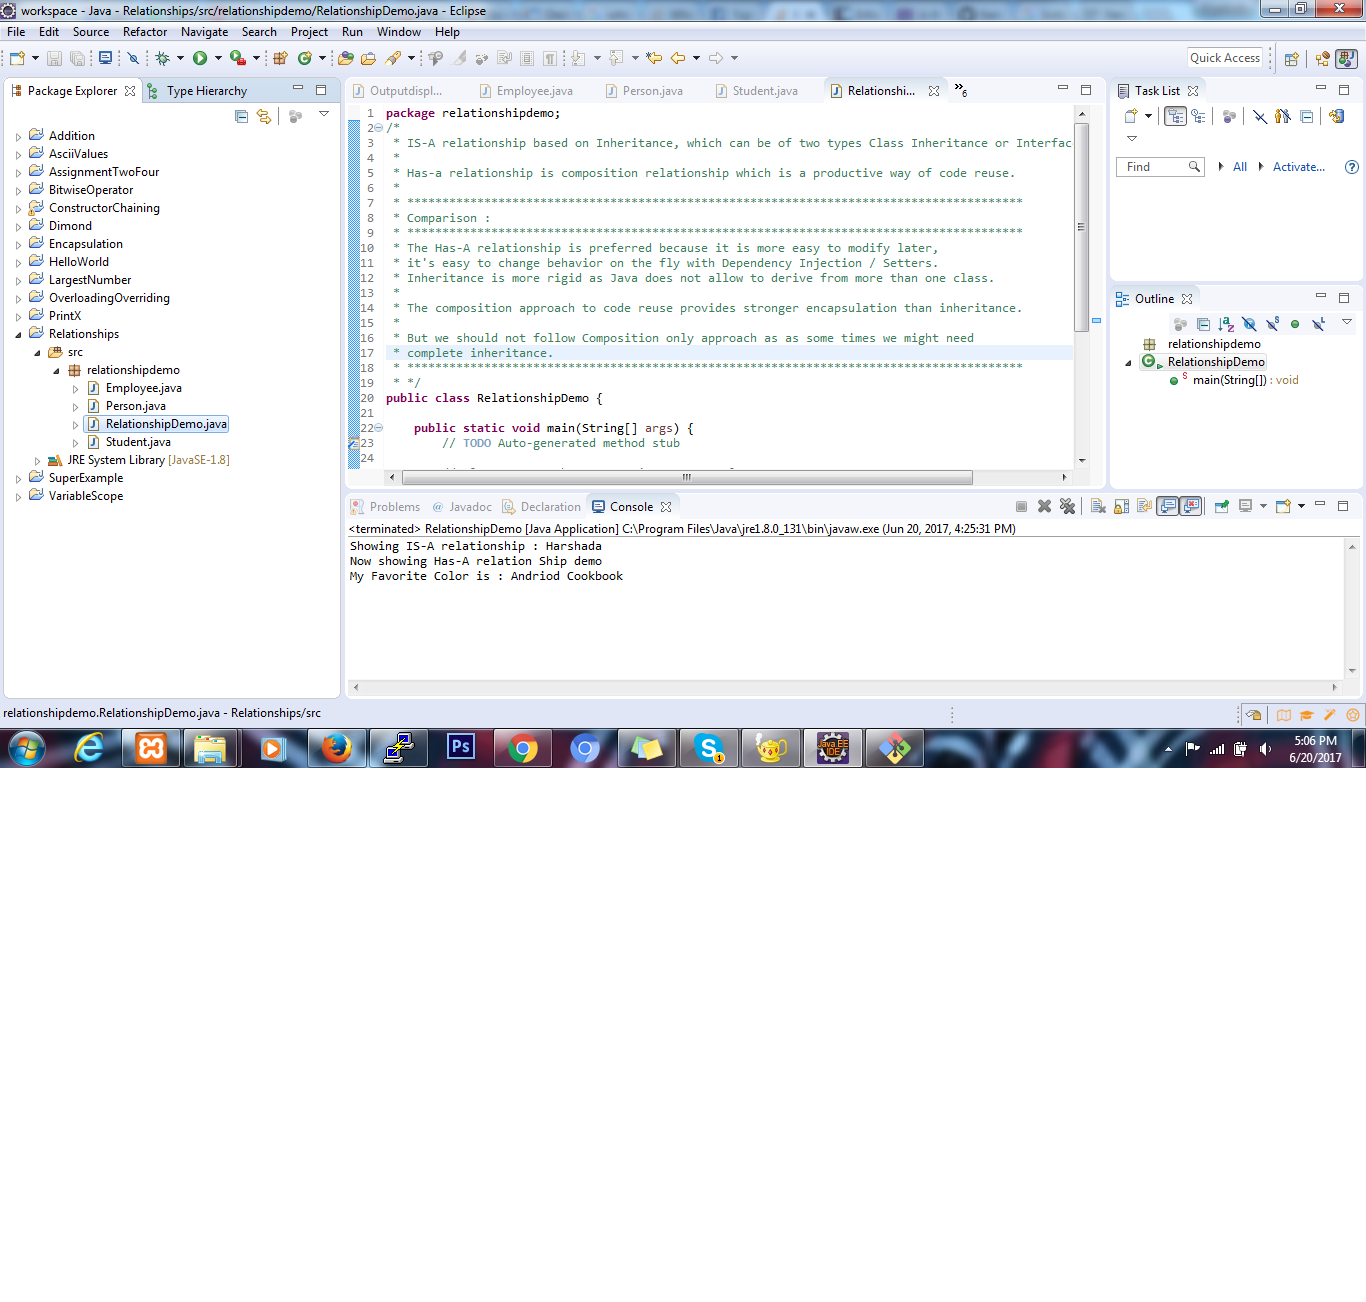 workspace - Java - Relationships/src/relationshipdemo/RelationshipDemo.java - Eclipse
File Edit Source Refactor Navigate Search Project Run Window Help
Quick Access
Package Explorer Type Hierarchy
Addition
AsciiValues
AssignmentTwoFour
BitwiseOperator
ConstructorChaining
Dimond
Encapsulation
HelloWorld
LargestNumber
OverloadingOverriding
PrintX
Relationships
src
relationshipdemo
Employee.java
Person.java
RelationshipDemo.java
Student.java
JRE System Library [JavaSE-1.8]
SuperExample
VariableScope
Outputdispl... Employee.java Person.java Student.java Relationshi... »6
1 package relationshipdemo;
2 /*
3 * IS-A relationship based on Inheritance, which can be of two types Class Inheritance or Interfac
4 *
5 * Has-a relationship is composition relationship which is a productive way of code reuse.
6 *
7 * ****************************************************************************************
8 * Comparison :
9 * ****************************************************************************************
10 * The Has-A relationship is preferred because it is more easy to modify later,
11 * it's easy to change behavior on the fly with Dependency Injection / Setters.
12 * Inheritance is more rigid as Java does not allow to derive from more than one class.
13 *
14 * The composition approach to code reuse provides stronger encapsulation than inheritance.
15 *
16 * But we should not follow Composition only approach as as some times we might need
17 * complete inheritance.
18 * ****************************************************************************************
19 * */
20 public class RelationshipDemo {
21
22 public static void main(String[] args) {
23 // TODO Auto-generated method stub
24
Task List
Find All Activate...
Outline
relationshipdemo
RelationshipDemo
main(String[]) : void
Problems @ Javadoc Declaration Console
<terminated> RelationshipDemo [Java Application] C:\Program Files\Java\jre1.8.0_131\bin\javaw.exe (Jun 20, 2017, 4:25:31 PM)
Showing IS-A relationship : Harshada
Now showing Has-A relation Ship demo
My Favorite Color is : Andriod Cookbook
relationshipdemo.RelationshipDemo.java - Relationships/src
Ps
Java EE
IDE
5:06 PM
6/20/2017